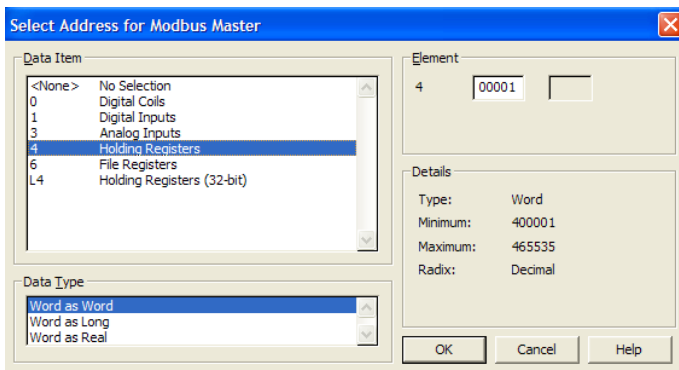 Select Address for Modbus Master
Data Item
<None> No Selection
0 Digital Coils
1 Digital Inputs
3 Analog Inputs
4 Holding Registers
6 File Registers
L4 Holding Registers (32-bit)
Data Type
Word as Word
Word as Long
Word as Real
Element
4 00001
Details
Type: Word
Minimum: 400001
Maximum: 465535
Radix: Decimal
OK Cancel Help